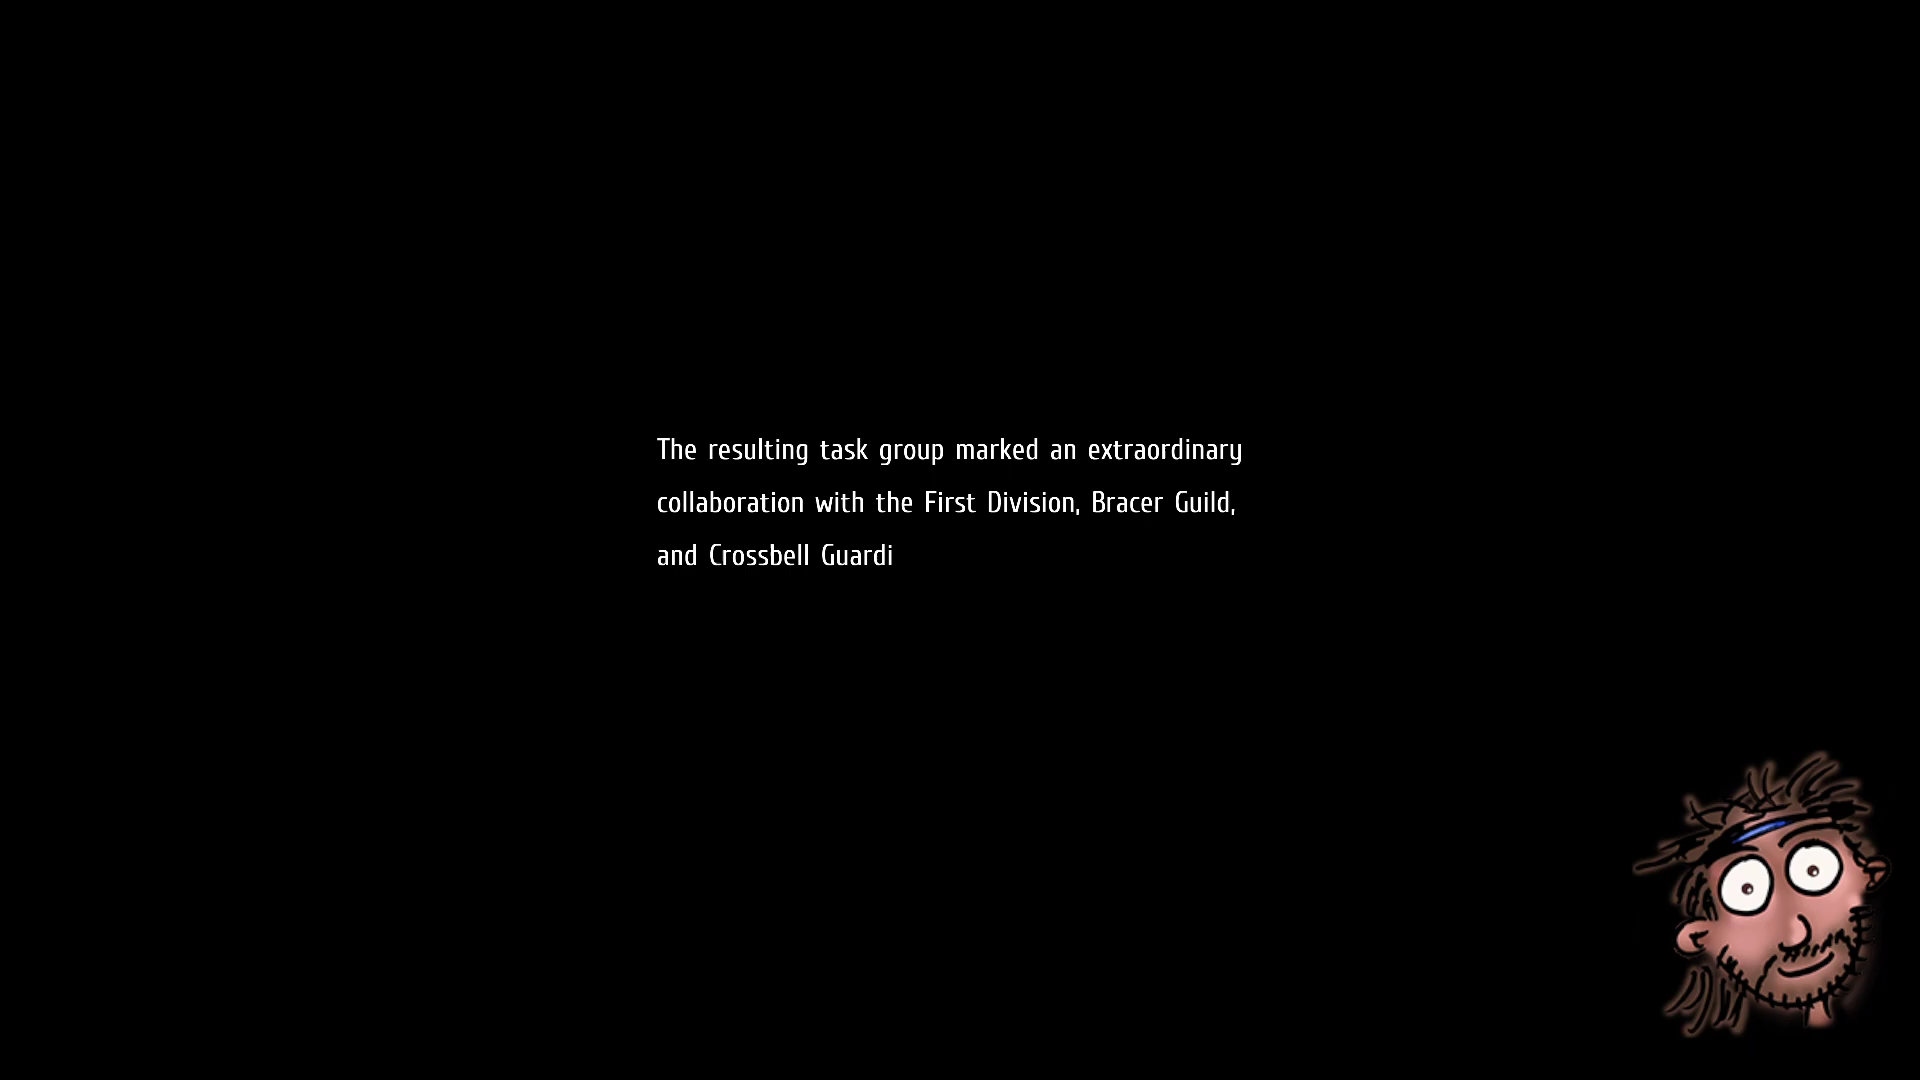 The resulting task group marked an extraordinary
collaboration with the First Division, Bracer Guild,
and Crossbell Guardi